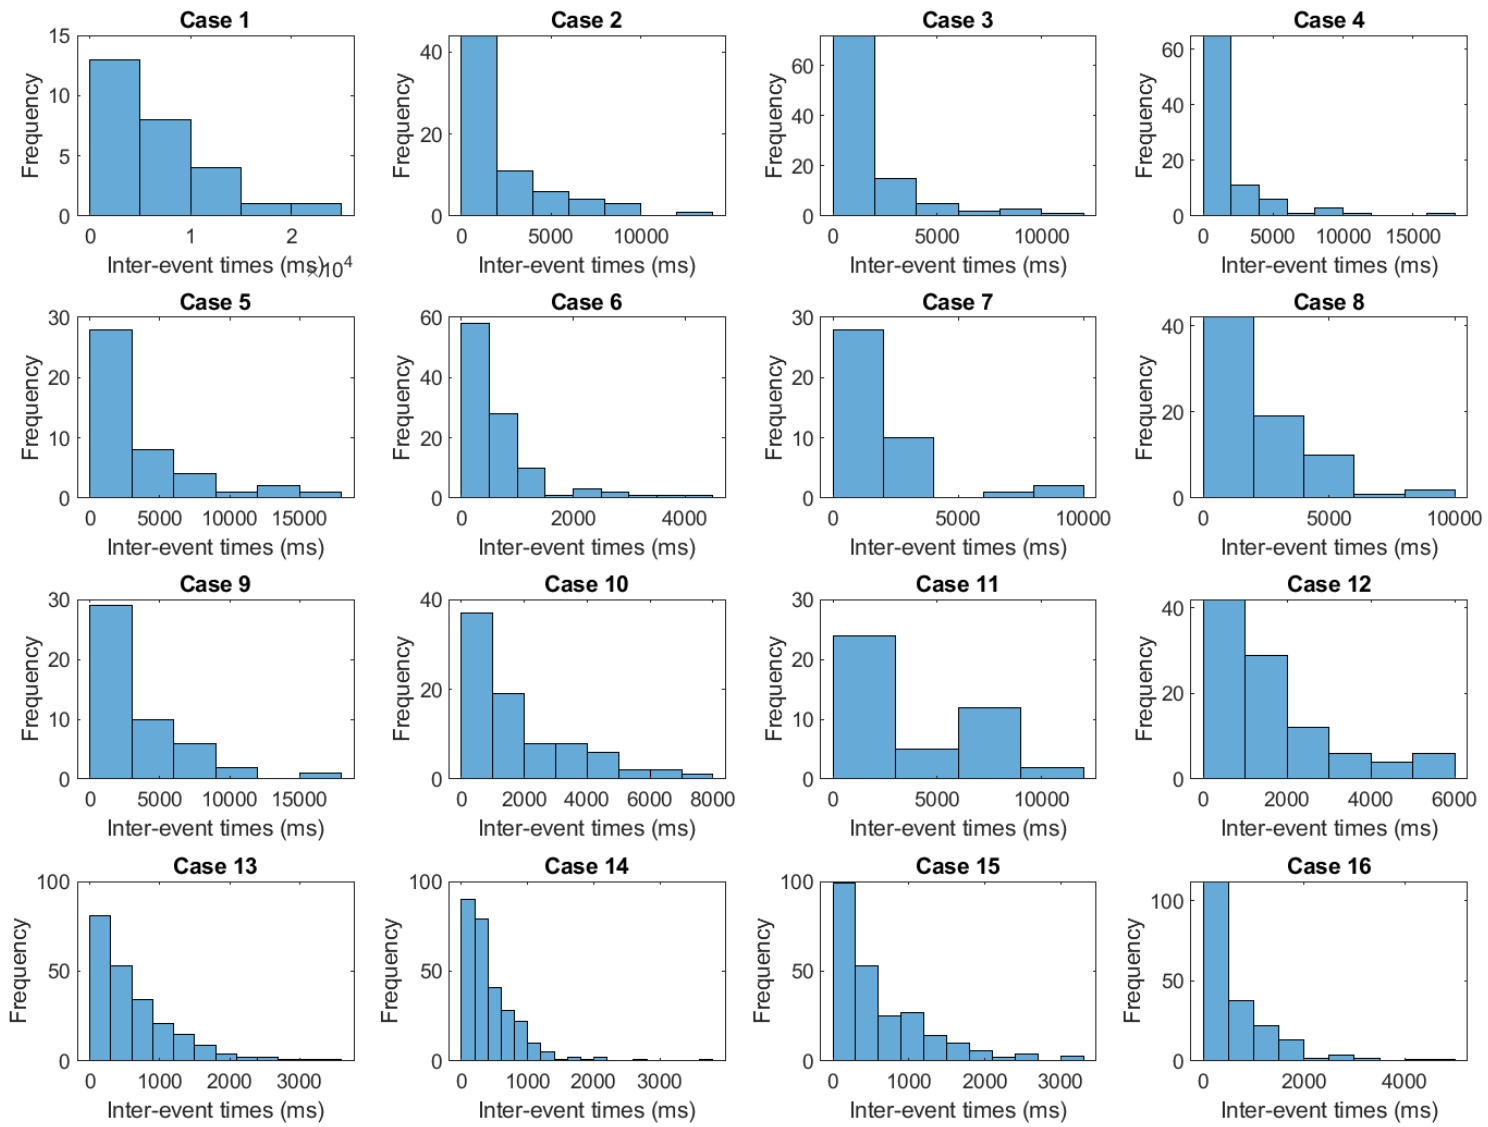 Case 1
15
10
5
0
Frequency
0 1 2
Inter-event times (ms)
×10^4
Case 2
40
20
0
Frequency
0 5000 10000
Inter-event times (ms)
Case 3
60
40
20
0
Frequency
0 5000 10000
Inter-event times (ms)
Case 4
60
40
20
0
Frequency
0 5000 10000 15000
Inter-event times (ms)
Case 5
30
20
10
0
Frequency
0 5000 10000 15000
Inter-event times (ms)
Case 6
60
40
20
0
Frequency
0 2000 4000
Inter-event times (ms)
Case 7
30
20
10
0
Frequency
0 5000 10000
Inter-event times (ms)
Case 8
40
20
0
Frequency
0 5000 10000
Inter-event times (ms)
Case 9
30
20
10
0
Frequency
0 5000 10000 15000
Inter-event times (ms)
Case 10
40
20
0
Frequency
0 2000 4000 6000 8000
Inter-event times (ms)
Case 11
30
20
10
0
Frequency
0 5000 10000
Inter-event times (ms)
Case 12
40
20
0
Frequency
0 2000 4000 6000
Inter-event times (ms)
Case 13
100
50
0
Frequency
0 1000 2000 3000
Inter-event times (ms)
Case 14
100
50
0
Frequency
0 1000 2000 3000
Inter-event times (ms)
Case 15
100
50
0
Frequency
0 1000 2000 3000
Inter-event times (ms)
Case 16
100
50
0
Frequency
0 2000 4000
Inter-event times (ms)